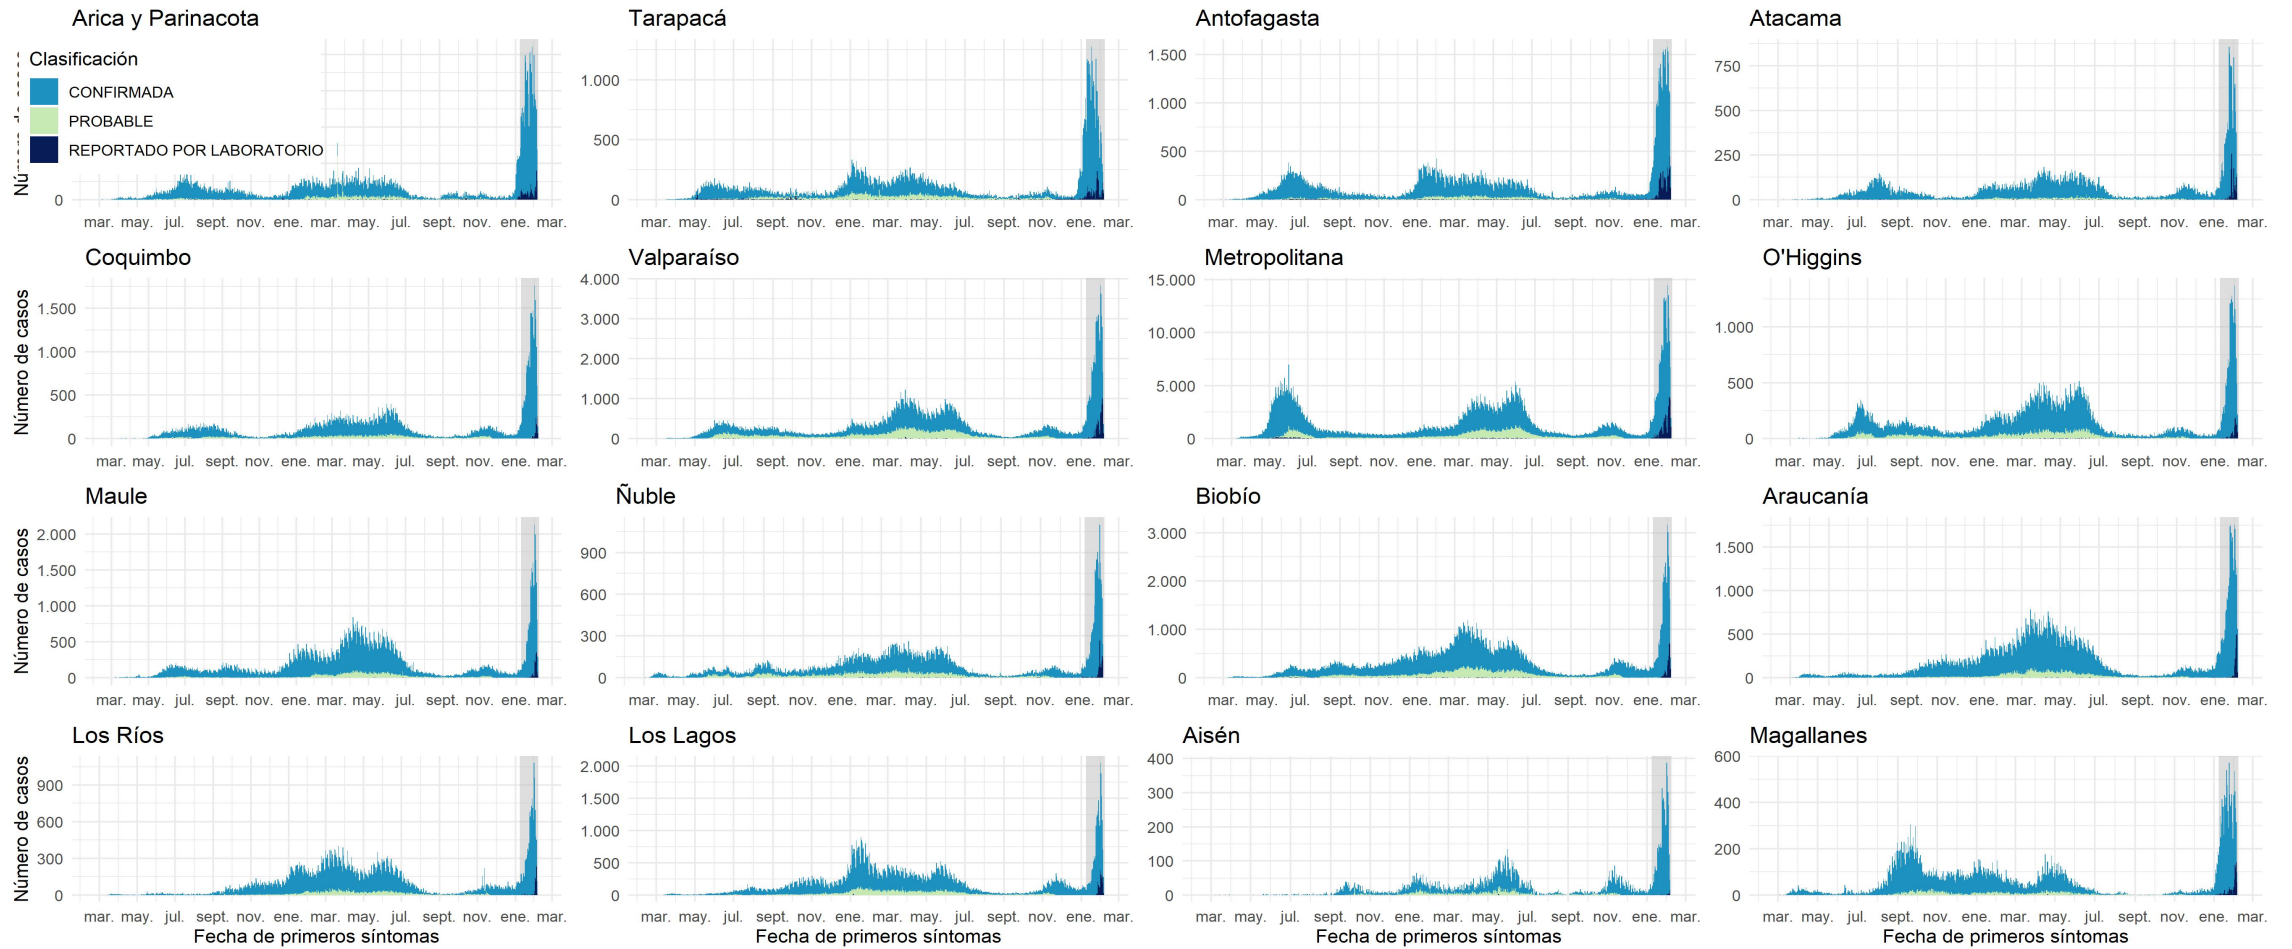 Arica y Parinacota
Clasificación
CONFIRMADA
PROBABLE
REPORTADO POR LABORATORIO
0
mar. may. jul. sept. nov. ene. mar. may. jul. sept. nov. ene. mar.
Tarapacá
1.000
500
0
mar. may. jul. sept. nov. ene. mar. may. jul. sept. nov. ene. mar.
Antofagasta
1.500
1.000
500
0
mar. may. jul. sept. nov. ene. mar. may. jul. sept. nov. ene. mar.
Atacama
750
500
250
0
mar. may. jul. sept. nov. ene. mar. may. jul. sept. nov. ene. mar.
Coquimbo
Número de casos
1.500
1.000
500
0
mar. may. jul. sept. nov. ene. mar. may. jul. sept. nov. ene. mar.
Valparaíso
4.000
3.000
2.000
1.000
0
mar. may. jul. sept. nov. ene. mar. may. jul. sept. nov. ene. mar.
Metropolitana
15.000
10.000
5.000
0
mar. may. jul. sept. nov. ene. mar. may. jul. sept. nov. ene. mar.
O'Higgins
1.000
500
0
mar. may. jul. sept. nov. ene. mar. may. jul. sept. nov. ene. mar.
Maule
Número de casos
2.000
1.500
1.000
500
0
mar. may. jul. sept. nov. ene. mar. may. jul. sept. nov. ene. mar.
Ñuble
900
600
300
0
mar. may. jul. sept. nov. ene. mar. may. jul. sept. nov. ene. mar.
Biobío
3.000
2.000
1.000
0
mar. may. jul. sept. nov. ene. mar. may. jul. sept. nov. ene. mar.
Araucanía
1.500
1.000
500
0
mar. may. jul. sept. nov. ene. mar. may. jul. sept. nov. ene. mar.
Los Ríos
Número de casos
900
600
300
0
mar. may. jul. sept. nov. ene. mar. may. jul. sept. nov. ene. mar.
Fecha de primeros síntomas
Los Lagos
2.000
1.500
1.000
500
0
mar. may. jul. sept. nov. ene. mar. may. jul. sept. nov. ene. mar.
Fecha de primeros síntomas
Aisén
400
300
200
100
0
mar. may. jul. sept. nov. ene. mar. may. jul. sept. nov. ene. mar.
Fecha de primeros síntomas
Magallanes
600
400
200
0
mar. may. jul. sept. nov. ene. mar. may. jul. sept. nov. ene. mar.
Fecha de primeros síntomas